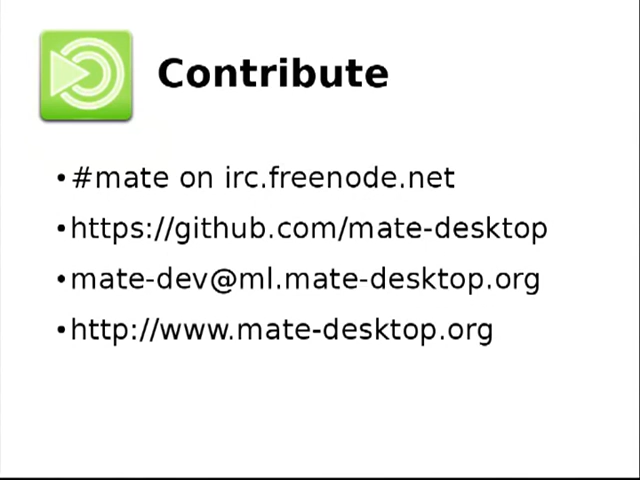 Contribute
•#mate on irc.freenode.net
•https://github.com/mate-desktop
•mate-dev@ml.mate-desktop.org
•http://www.mate-desktop.org